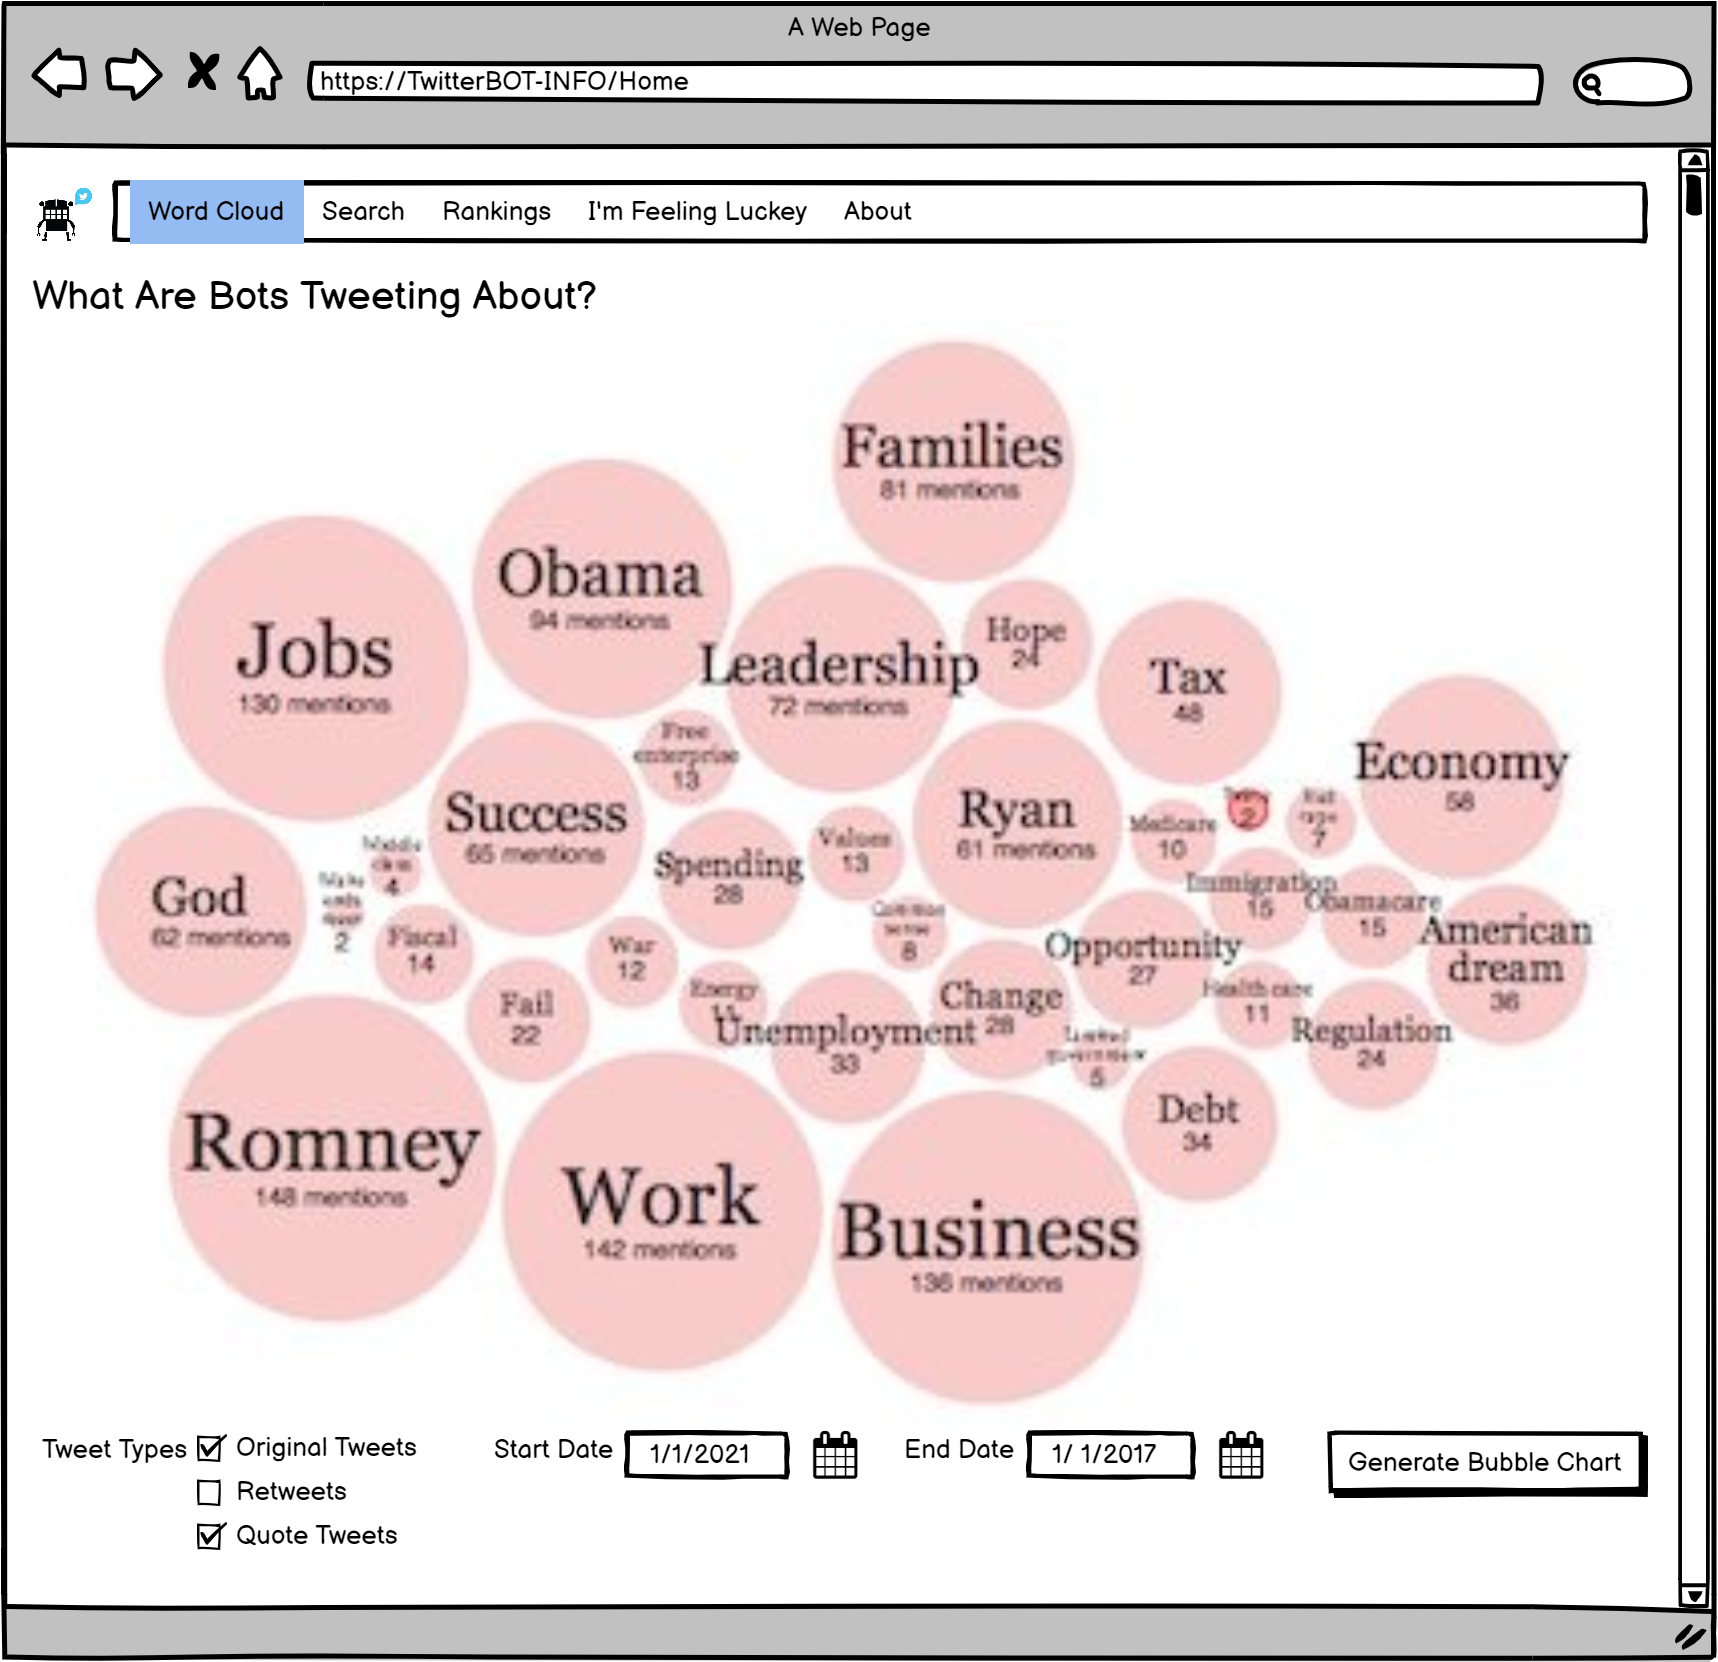 A Web Page
https://TwitterBOT-INFO/Home
Word Cloud Search Rankings I'm Feeling Luckey About
What Are Bots Tweeting About?
Families
81 mentions
Obama
94 mentions
Jobs
130 mentions
Leadership
72 mentions
Hope
24
Tax
48
Economy
58
Free
enterprise
13
Success
65 mentions
Ryan
61 mentions
Medicare
10
2
7
Values
13
Spending
28
Middle
class
4
God
62 mentions
2
Fiscal
14
War
12
Common
sense
8
Immigration
15
Obamacare
15
American
dream
36
Opportunity
27
Fail
22
Energy
11
Unemployment
33
Change
28
Health care
11
Regulation
24
Limited
government
5
Debt
34
Romney
148 mentions
Work
142 mentions
Business
136 mentions
Tweet Types Original Tweets Start Date 1/1/2021 End Date 1/ 1/2017 Generate Bubble Chart
Retweets
Quote Tweets